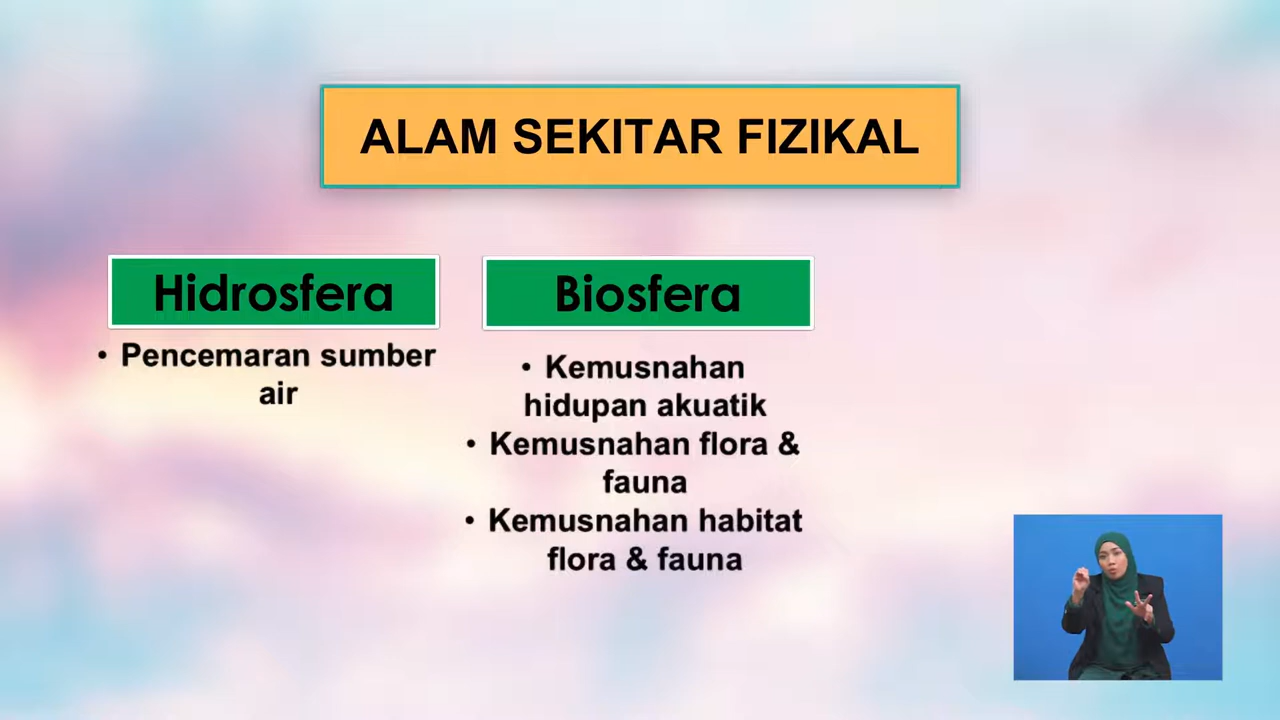 ALAM SEKITAR FIZIKAL
Hidrosfera
• Pencemaran sumber
air
Biosfera
• Kemusnahan
hidupan akuatik
• Kemusnahan flora &
fauna
• Kemusnahan habitat
flora & fauna